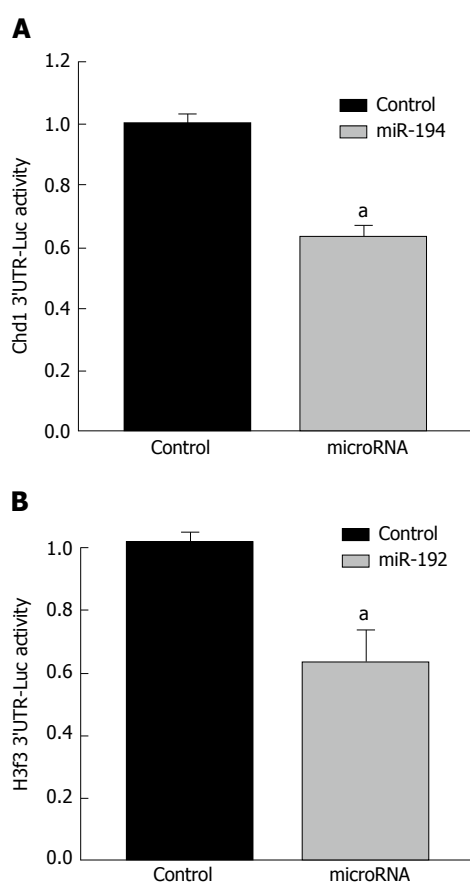 A
Chd1 3'UTR-Luc activity
1.0
0.8
0.6
0.4
0.2
0.0
Control
miR-194
a
Control
microRNA
B
H3f3 3'UTR-Luc activity
1.0
0.8
0.6
0.4
0.2
0.0
Control
miR-192
a
Control
microRNA